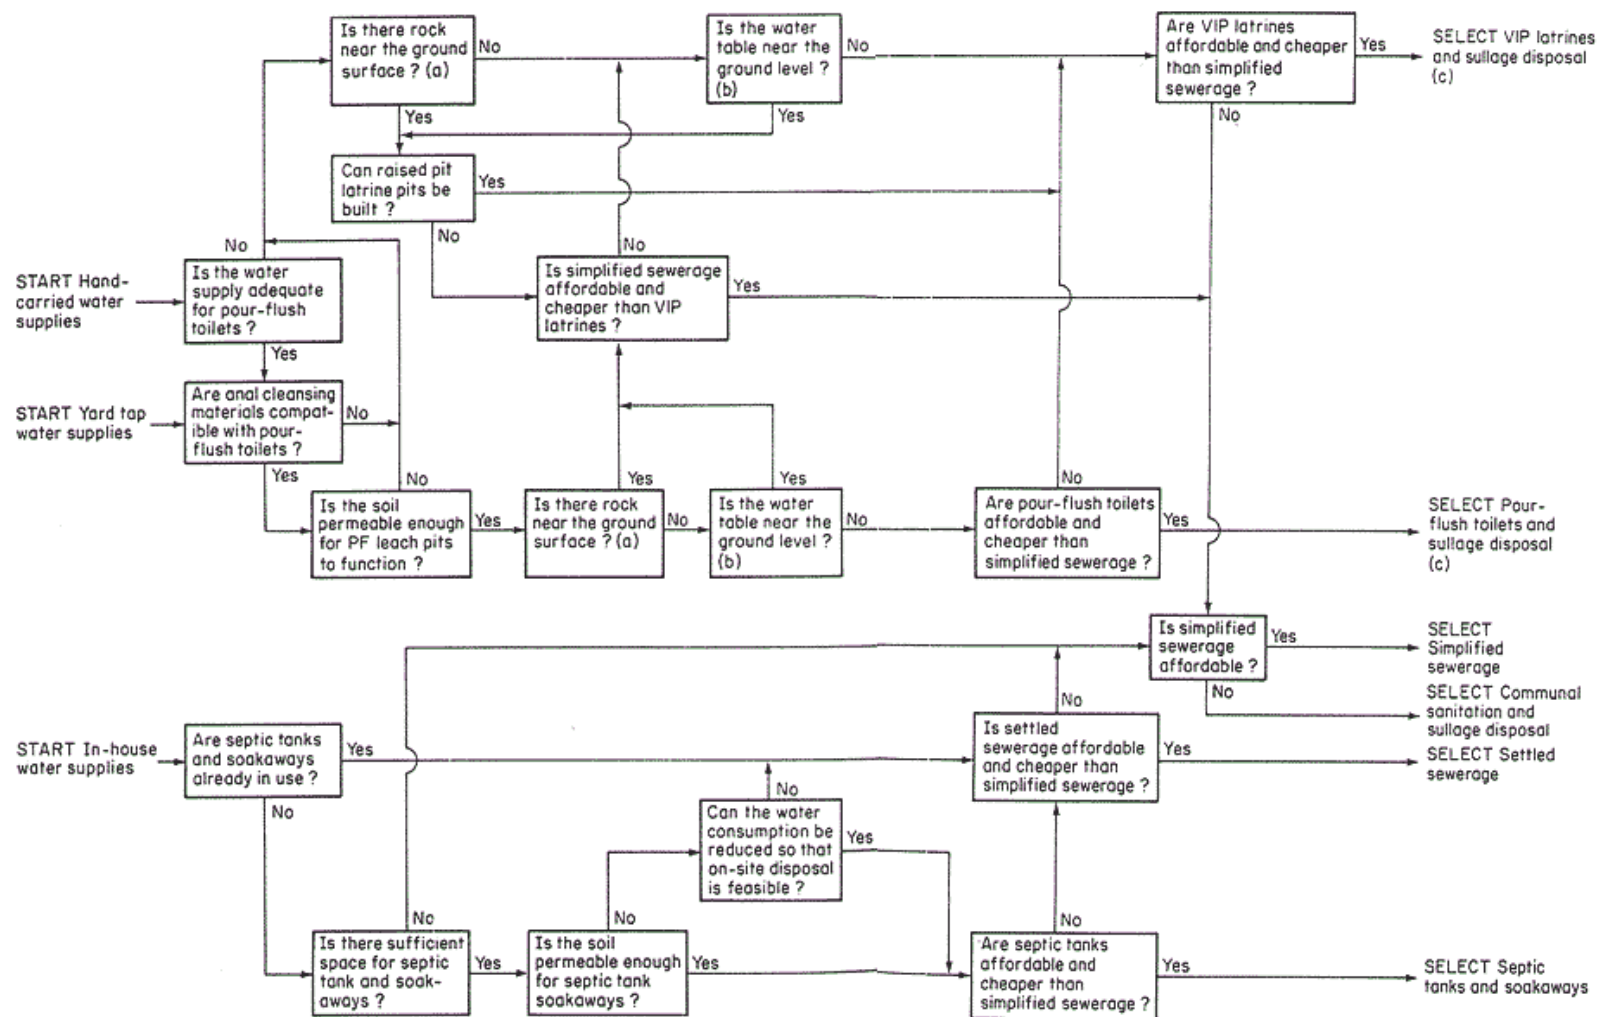 Is there rock
near the ground
surface ? (a)
No
Yes
Is the water
table near the
ground level ?
(b)
No
Yes
Are VIP latrines
affordable and cheaper
than simplified
sewerage ?
Yes
No
SELECT VIP latrines
and sullage disposal
(c)
Can raised pit
latrine pits be
built ?
Yes
No
No
START Hand-
carried water
supplies
Is the water
supply adequate
for pour-flush
toilets ?
Yes
No
Is simplified sewerage
affordable and
cheaper than VIP
latrines ?
Yes
START Yard tap
water supplies
Are anal cleansing
materials compat-
ible with pour-
flush toilets ?
No
Yes
No
Is the soil
permeable enough
for PF leach pits
to function ?
Yes
Yes
Is there rock
near the ground
surface ? (a)
No
Yes
Is the water
table near the
ground level ?
(b)
No
No
Are pour-flush toilets
affordable and
cheaper than
simplified sewerage ?
Yes
SELECT Pour-
flush toilets and
sullage disposal
(c)
Is simplified
sewerage
affordable ?
Yes
No
SELECT
Simplified
sewerage
SELECT Communal
sanitation and
sullage disposal
START In-house
water supplies
Are septic tanks
and soakaways
already in use ?
Yes
No
No
Is settled
sewerage affordable
and cheaper than
simplified sewerage ?
Yes
SELECT Settled
sewerage
No
Can the water
consumption be
reduced so that
on-site disposal
is feasible ?
Yes
No
Is there sufficient
space for septic
tank and soak-
aways ?
Yes
No
Is the soil
permeable enough
for septic tank
soakaways ?
Yes
No
Are septic tanks
affordable and
cheaper than
simplified sewerage ?
Yes
SELECT Septic
tanks and soakaways